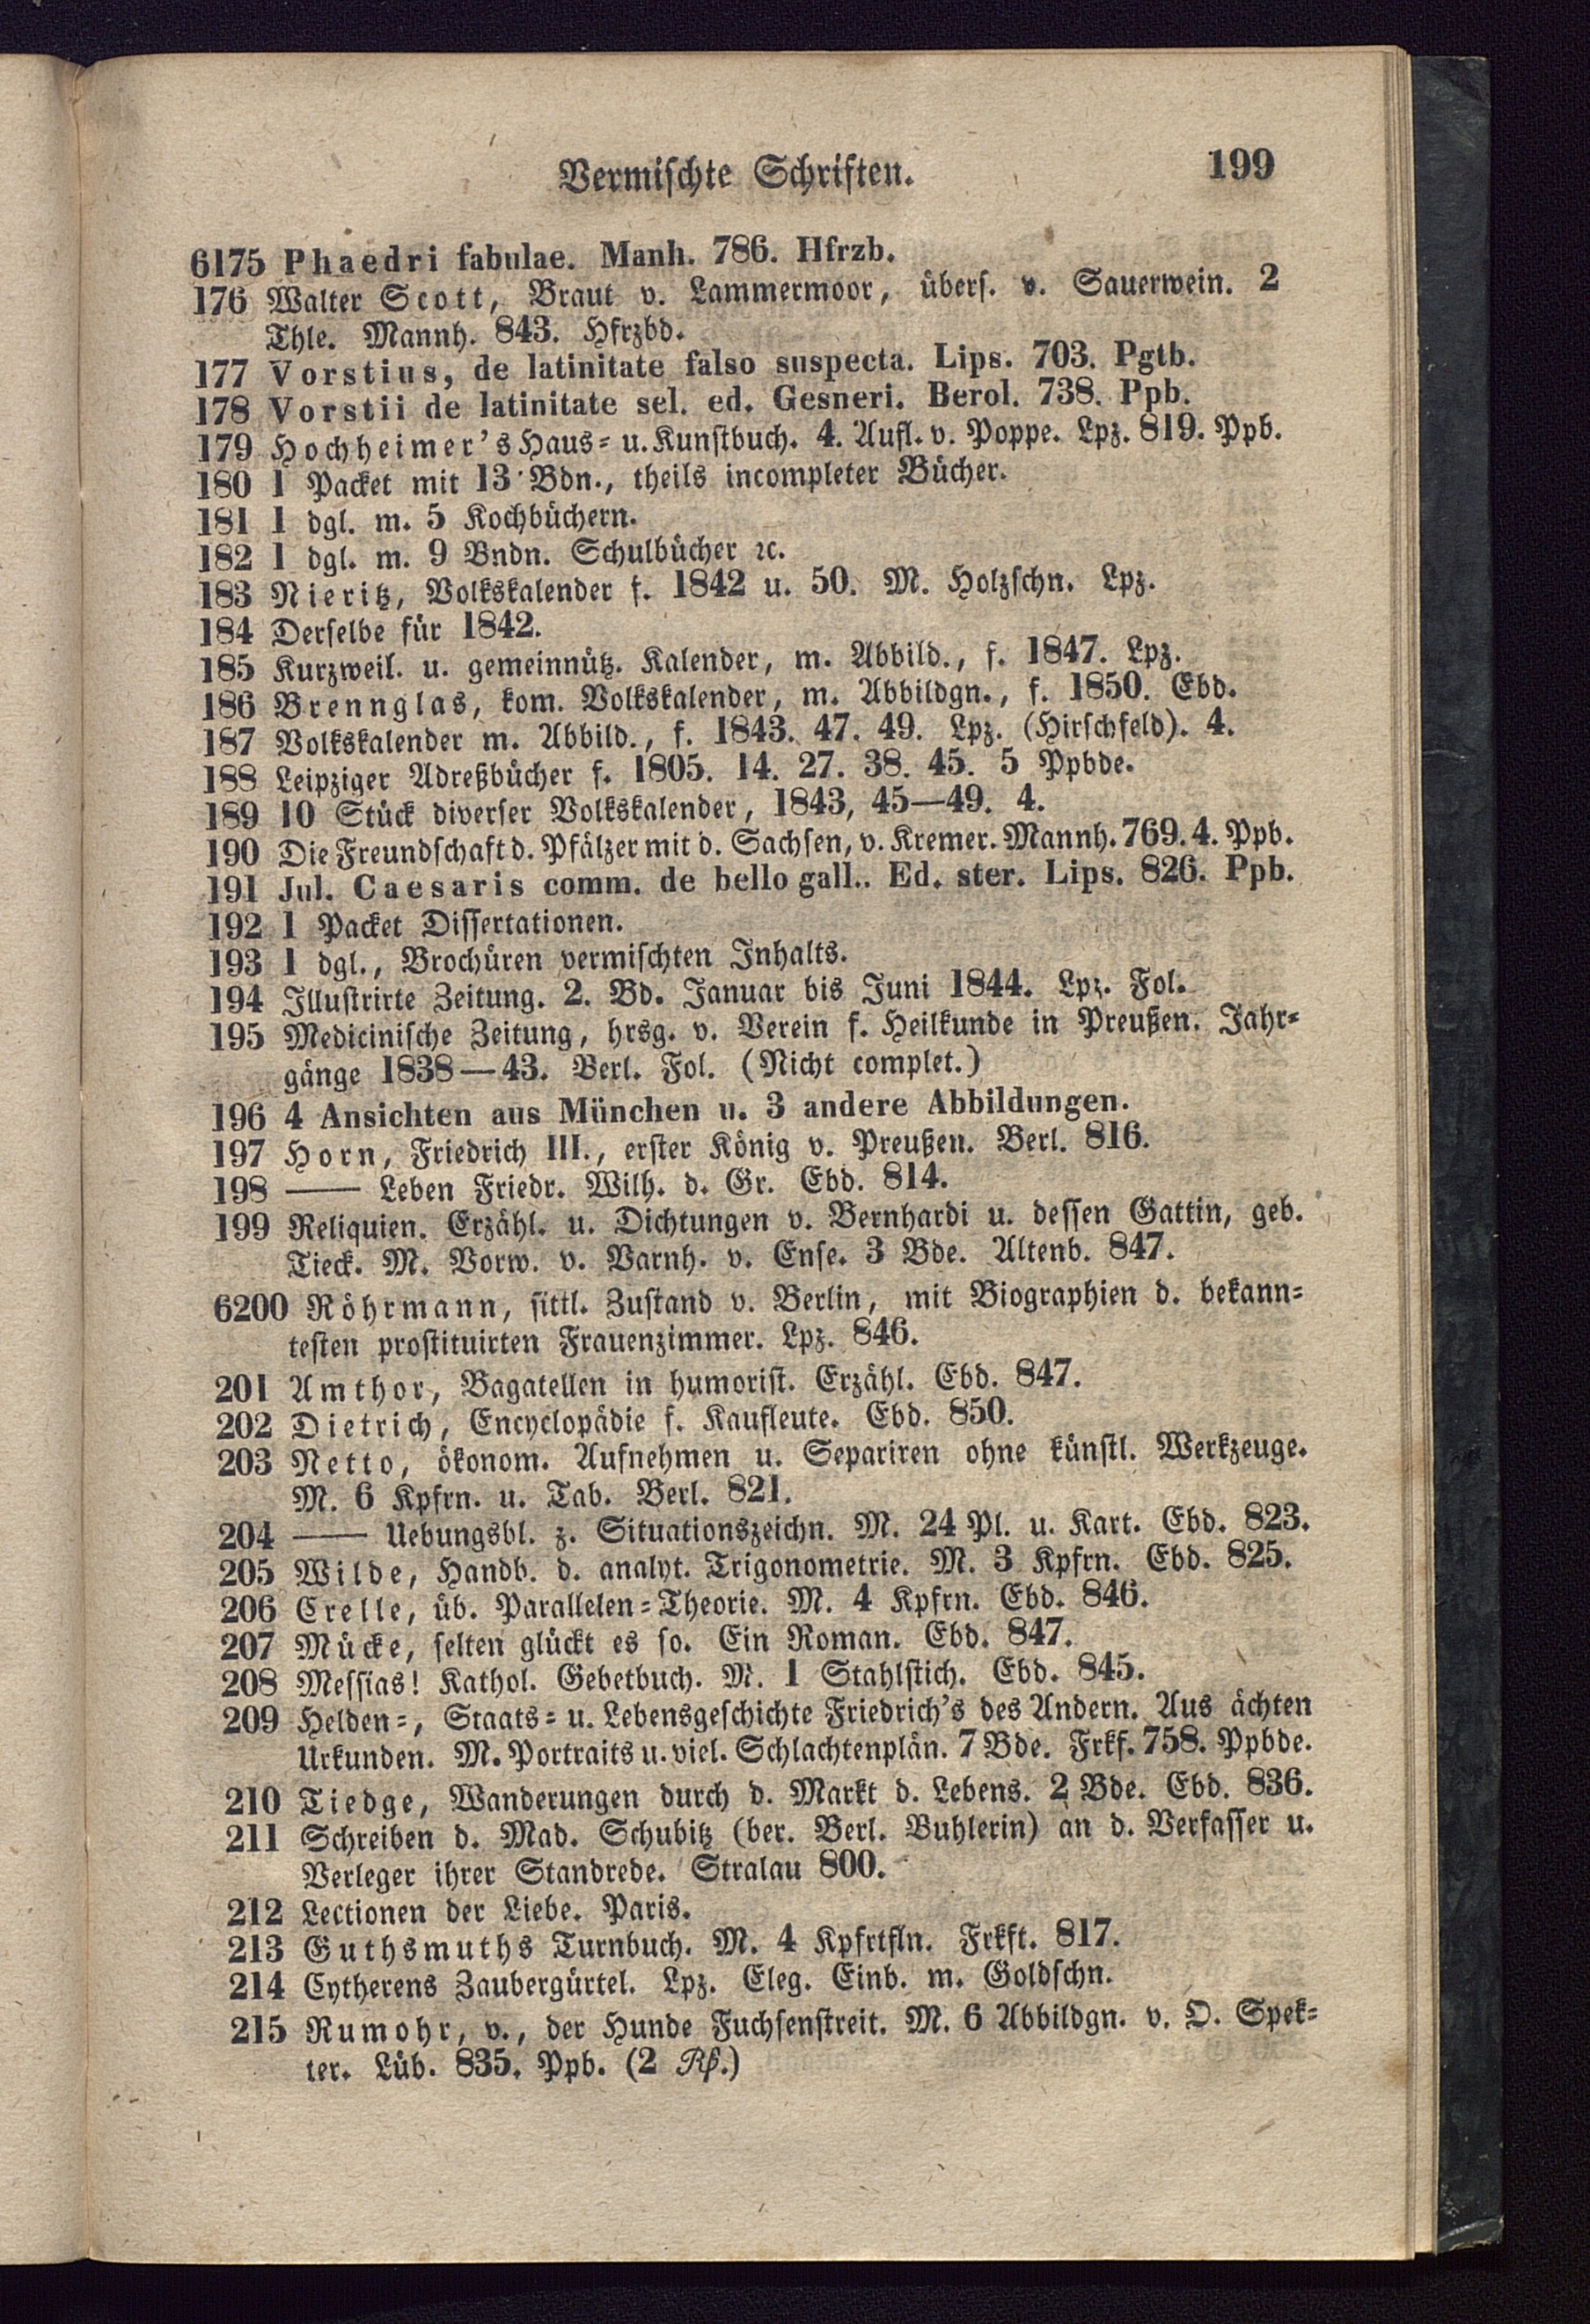 Vermischte Schriften. 199
6175 Phaedri fabulae. Manh. 786. Hfrzb.
176 Walter Scott, Braut v. Lammermoor, übers. v. Sauerwein. 2
Thle. Mannh. 843. Hfrzbd.
177 Vorstius, de latinitate falso suspecta. Lips. 703. Pgtb.
178 Vorstii de latinitate sel. ed. Gesneri. Berol. 738. Ppb.
179 Hochheimer's Haus- u. Kunstbuch. 4. Aufl. v. Poppe. Lpz. 819. Ppb.
180 1 Packet mit 13 Bdn., theils incompleter Bücher.
181 1 dgl. m. 5 Kochbüchern.
182 1 dgl. m. 9 Bndn. Schulbücher ꝛc.
183 Nieritz, Volkskalender f. 1842 u. 50. M. Holzschn. Lpz.
184 Derselbe für 1842.
185 Kurzweil. u. gemeinnütz. Kalender, m. Abbild., f. 1847. Lpz.
186 Brennglas, kom. Volkskalender, m. Abbildgn., f. 1850. Ebd.
187 Volkskalender m. Abbild., f. 1843. 47. 49. Lpz. (Hirschfeld). 4.
188 Leipziger Adreßbücher f. 1805. 14. 27. 38. 45. 5 Ppbde.
189 10 Stück diverser Volkskalender, 1843, 45—49. 4.
190 Die Freundschaft d. Pfälzer mit d. Sachsen, v. Kremer. Mannh. 769. 4. Ppb.
191 Jul. Caesaris comm. de bello gall.. Ed. ster. Lips. 826. Ppb.
192 1 Packet Dissertationen.
193 1 dgl., Brochüren vermischten Inhalts.
194 Illustrirte Zeitung. 2. Bd. Januar bis Juni 1844. Lpz. Fol.
195 Medicinische Zeitung, hrsg. v. Verein f. Heilkunde in Preußen. Jahr-
gänge 1838—43. Berl. Fol. (Nicht complet.)
196 4 Ansichten aus München u. 3 andere Abbildungen.
197 Horn, Friedrich III., erster König v. Preußen. Berl. 816.
198 —— Leben Friedr. Wilh. d. Gr. Ebd. 814.
199 Reliquien. Erzähl. u. Dichtungen v. Bernhardi u. dessen Gattin, geb.
Tieck. M. Vorw. v. Varnh. v. Ense. 3 Bde. Altenb. 847.
6200 Röhrmann, sittl. Zustand v. Berlin, mit Biographien d. bekann-
testen prostituirten Frauenzimmer. Lpz. 846.
201 Amthor, Bagatellen in humorist. Erzähl. Ebd. 847.
202 Dietrich, Encyclopädie f. Kaufleute. Ebd. 850.
203 Netto, ökonom. Aufnehmen u. Separiren ohne künstl. Werkzeuge.
M. 6 Kpfrn. u. Tab. Berl. 821.
204 —— Uebungsbl. z. Situationszeichn. M. 24 Pl. u. Kart. Ebd. 823.
205 Wilde, Handb. d. analyt. Trigonometrie. M. 3 Kpfrn. Ebd. 825.
206 Crelle, üb. Parallelen-Theorie. M. 4 Kpfrn. Ebd. 846.
207 Mücke, selten glückt es so. Ein Roman. Ebd. 847.
208 Messias! Kathol. Gebetbuch. M. 1 Stahlstich. Ebd. 845.
209 Helden-, Staats- u. Lebensgeschichte Friedrich's des Andern. Aus ächten
Urkunden. M. Portraits u. viel. Schlachtenplän. 7 Bde. Frkf. 758. Ppbde.
210 Tiedge, Wanderungen durch d. Markt d. Lebens. 2 Bde. Ebd. 836.
211 Schreiben d. Mad. Schubitz (ber. Berl. Buhlerin) an d. Verfasser u.
Verleger ihrer Standrede. Stralau 800.
212 Lectionen der Liebe. Paris.
213 Guthsmuths Turnbuch. M. 4 Kpfrtfln. Frkft. 817.
214 Cytherens Zaubergürtel. Lpz. Eleg. Einb. m. Goldschn.
215 Rumohr, v., der Hunde Fuchsenstreit. M. 6 Abbildgn. v. O. Spek-
ter. Lüb. 835. Ppb. (2 Rß.)